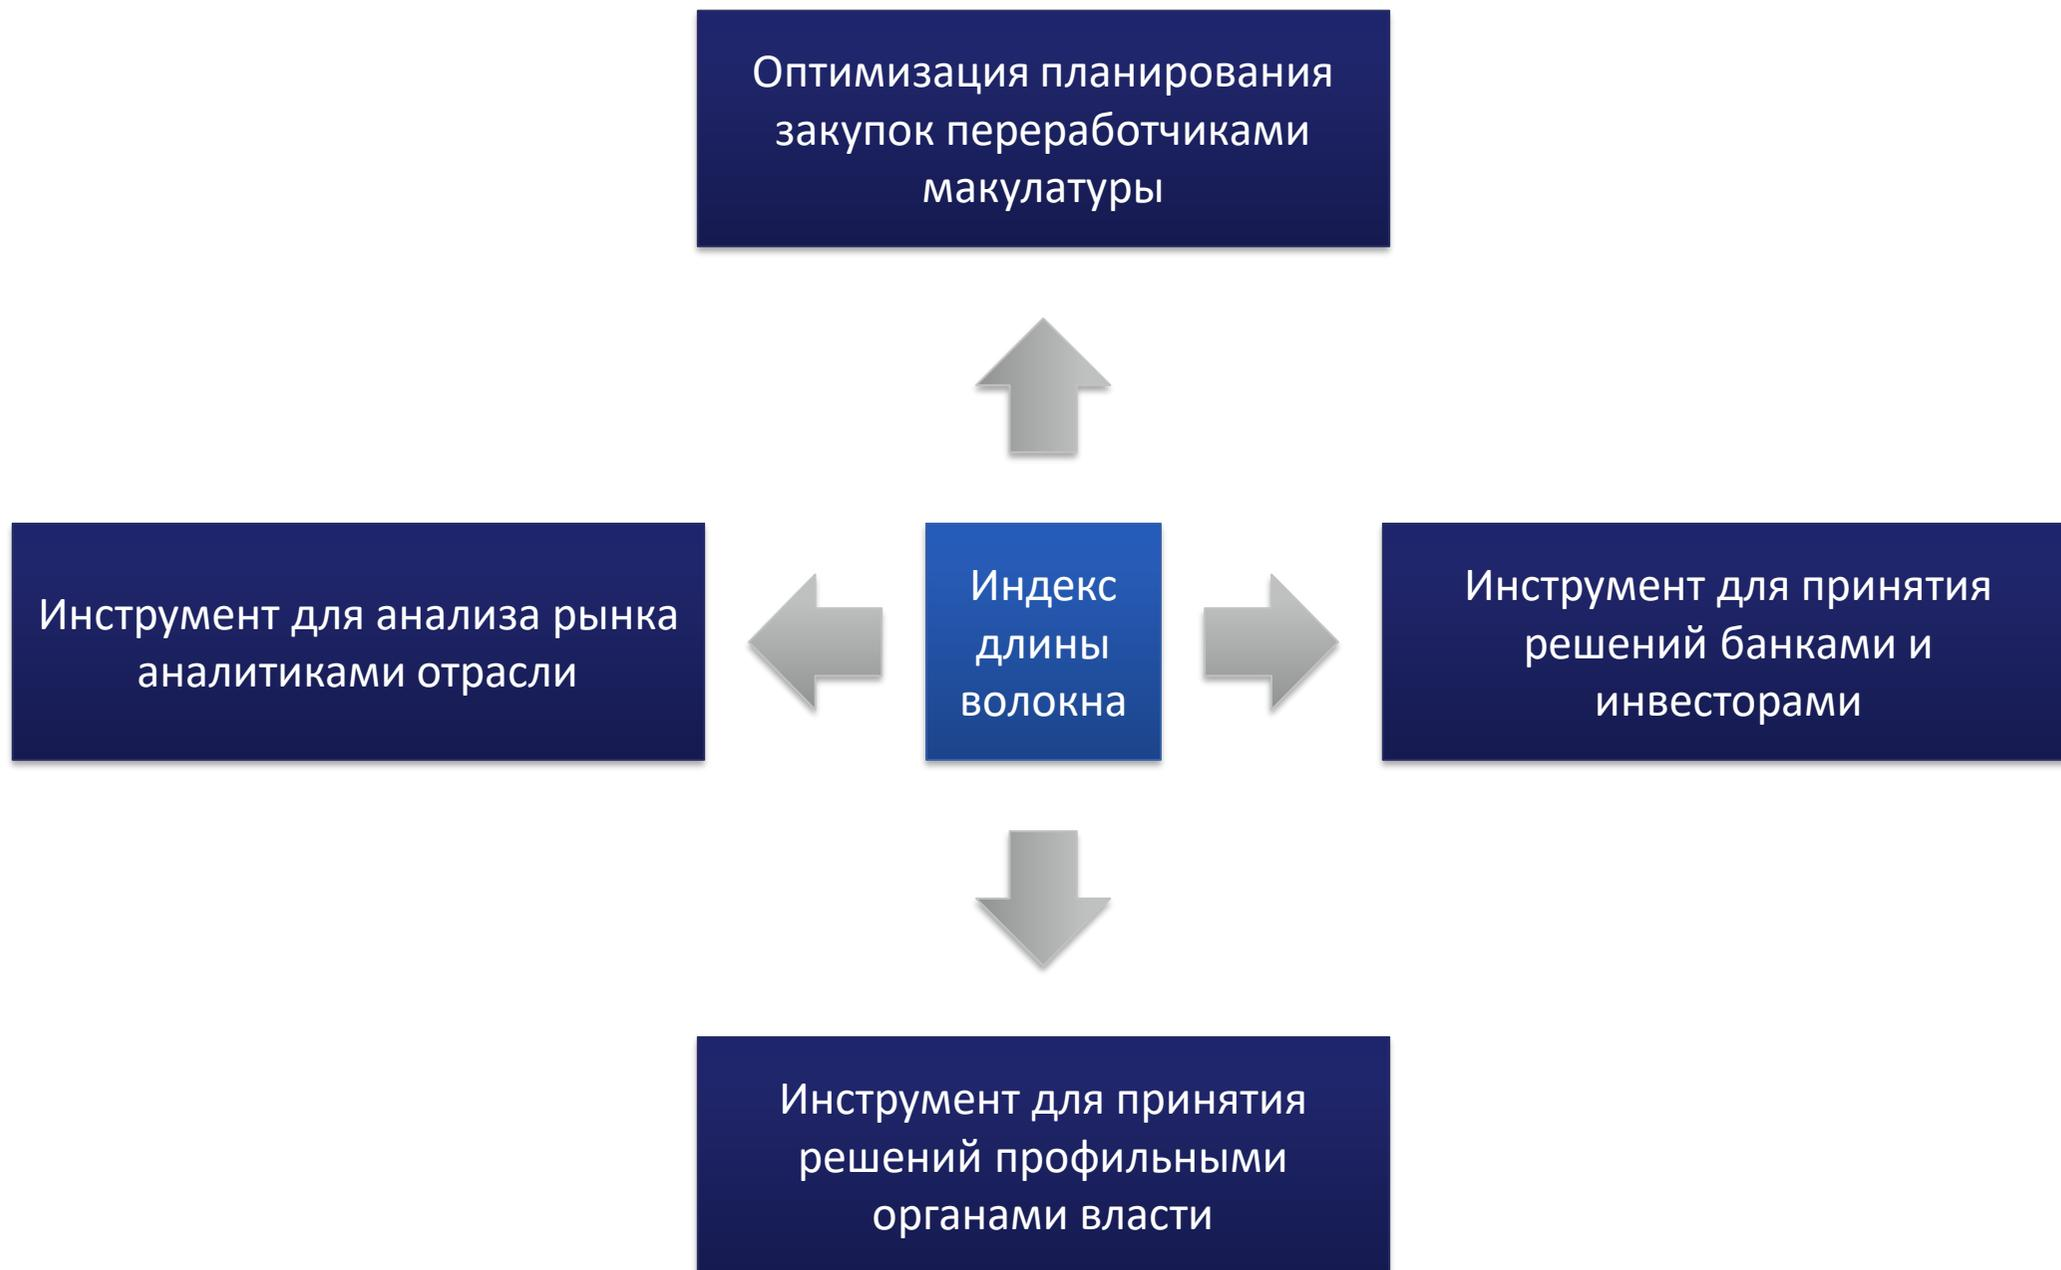 Оптимизация планирования
закупок переработчиками
макулатуры
Инструмент для анализа рынка
аналитиками отрасли
Индекс
длины
волокна
Инструмент для принятия
решений банками и
инвесторами
Инструмент для принятия
решений профильными
органами власти